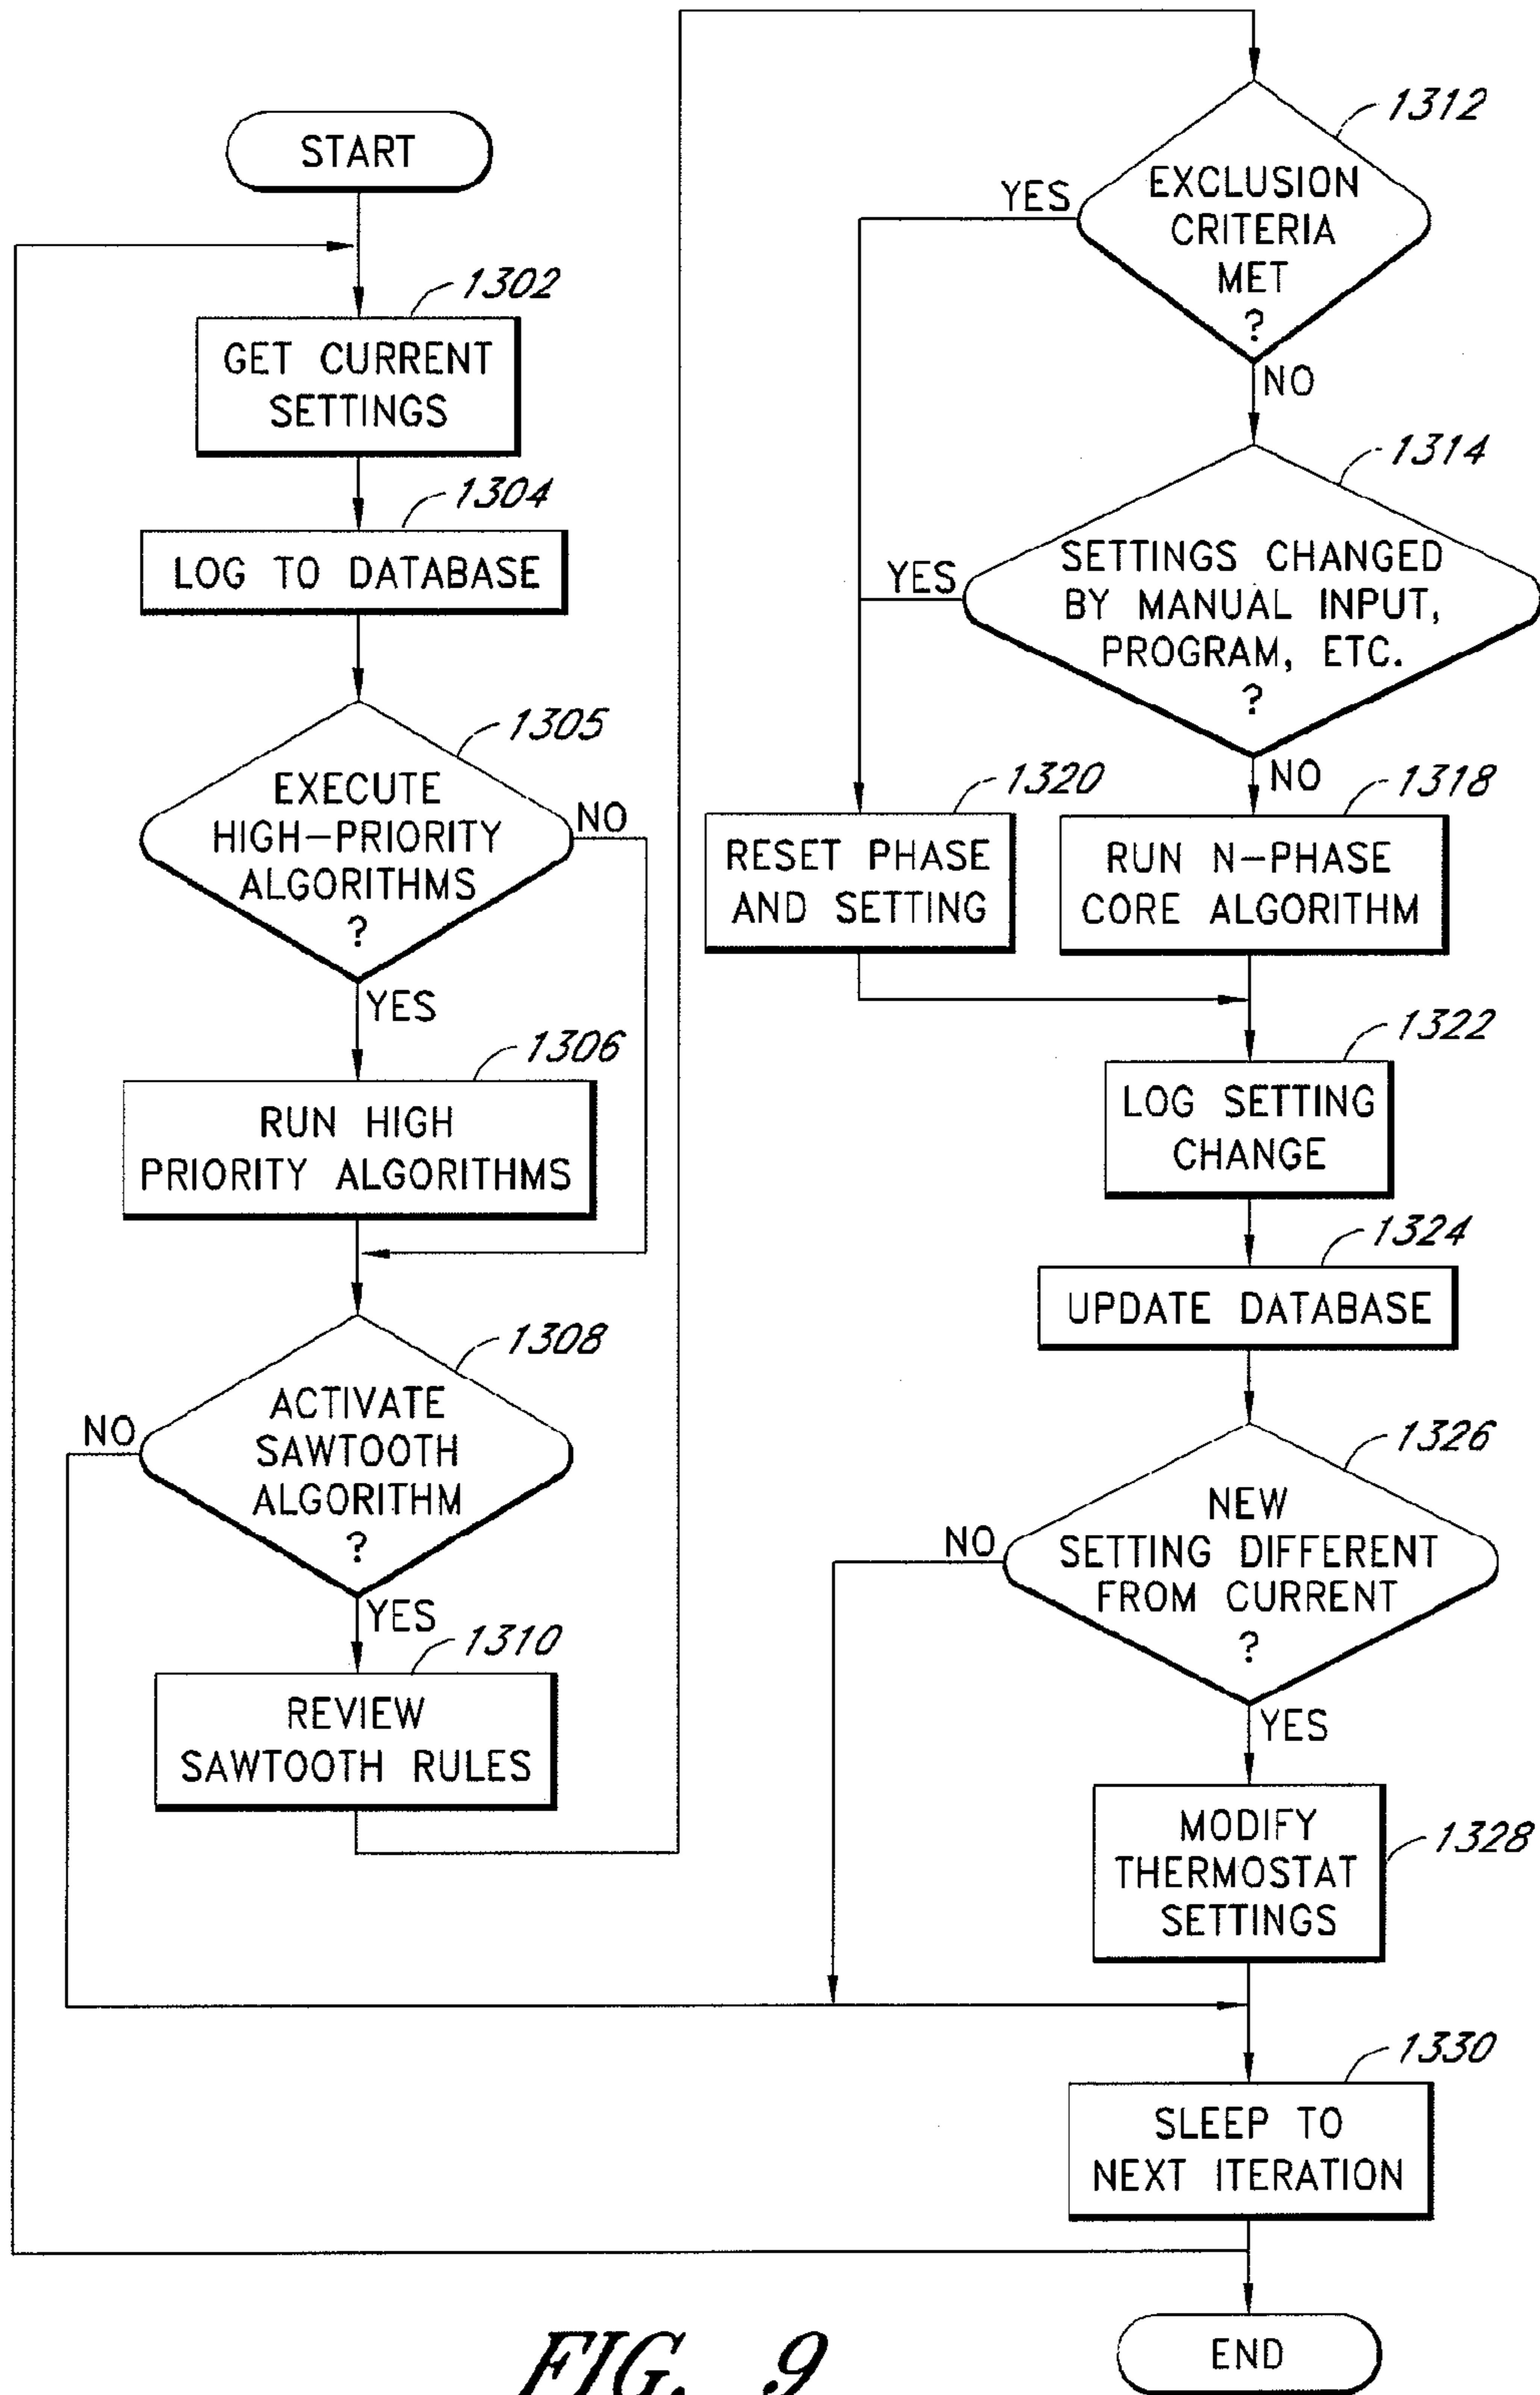 START
1302
GET CURRENT
SETTINGS
1304
LOG TO DATABASE
1305
EXECUTE
HIGH-PRIORITY
ALGORITHMS
?
NO
YES
1306
RUN HIGH
PRIORITY ALGORITHMS
1308
ACTIVATE
SAWTOOTH
ALGORITHM
?
NO
YES
1310
REVIEW
SAWTOOTH RULES
1312
EXCLUSION
CRITERIA
MET
?
YES
NO
1314
SETTINGS CHANGED
BY MANUAL INPUT,
PROGRAM, ETC.
?
YES
NO
1320
RESET PHASE
AND SETTING
1318
RUN N-PHASE
CORE ALGORITHM
1322
LOG SETTING
CHANGE
1324
UPDATE DATABASE
1326
NEW
SETTING DIFFERENT
FROM CURRENT
?
NO
YES
1328
MODIFY
THERMOSTAT
SETTINGS
1330
SLEEP TO
NEXT ITERATION
END
FIG. 9